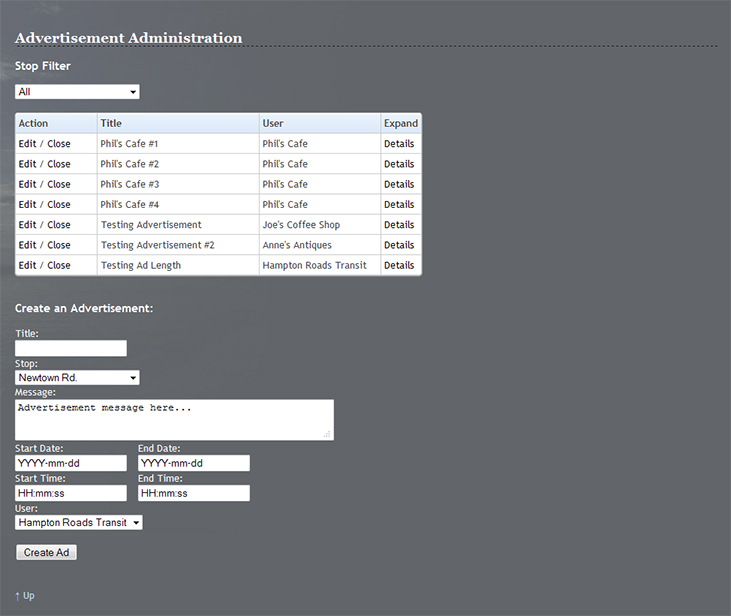 Advertisement Administration
Stop Filter
All
Action Title User Expand
Edit / Close Phil's Cafe #1 Phil's Cafe Details
Edit / Close Phil's Cafe #2 Phil's Cafe Details
Edit / Close Phil's Cafe #3 Phil's Cafe Details
Edit / Close Phil's Cafe #4 Phil's Cafe Details
Edit / Close Testing Advertisement Joe's Coffee Shop Details
Edit / Close Testing Advertisement #2 Anne's Antiques Details
Edit / Close Testing Ad Length Hampton Roads Transit Details
Create an Advertisement:
Title:
Stop:
Newtown Rd.
Message:
Advertisement message here...
Start Date: End Date:
YYYY-mm-dd YYYY-mm-dd
Start Time: End Time:
HH:mm:ss HH:mm:ss
User:
Hampton Roads Transit
Create Ad
↑ Up